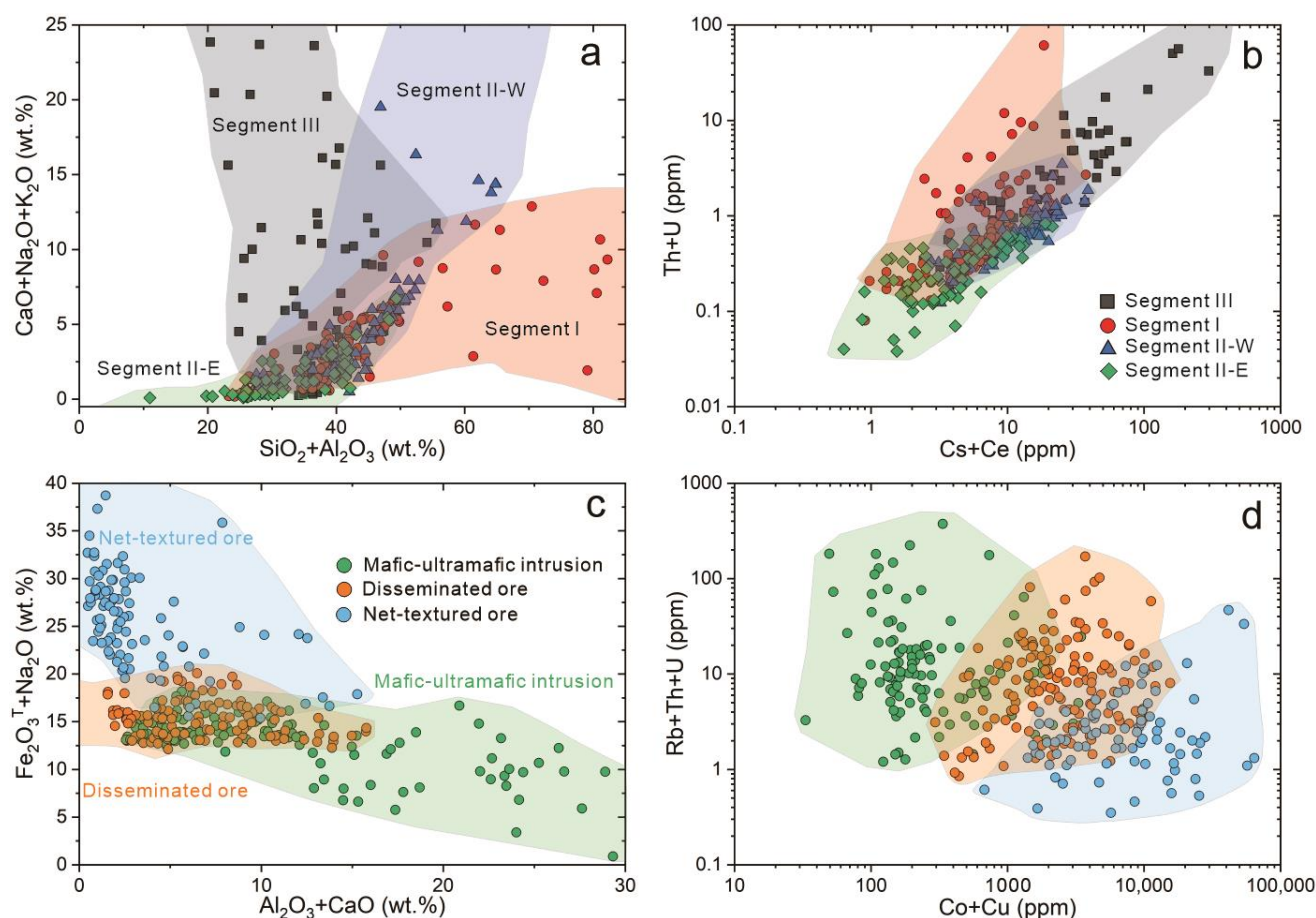 a
25
20
15
10
5
0
CaO+Na₂O+K₂O (wt.%)
Segment III
Segment II-W
Segment I
Segment II-E
0
20
40
60
80
SiO₂+Al₂O₃ (wt.%)
b
100
10
1
0.1
0.01
Th+U (ppm)
Segment III
Segment I
Segment II-W
Segment II-E
0.1
1
10
100
1000
Cs+Ce (ppm)
c
40
35
30
25
20
15
10
5
0
Fe₂O₃ᵀ+Na₂O (wt.%)
Net-textured ore
Mafic-ultramafic intrusion
Disseminated ore
Net-textured ore
Mafic-ultramafic intrusion
Disseminated ore
0
10
20
30
Al₂O₃+CaO (wt.%)
d
1000
100
10
1
0.1
Rb+Th+U (ppm)
10
100
1000
10,000
100,000
Co+Cu (ppm)